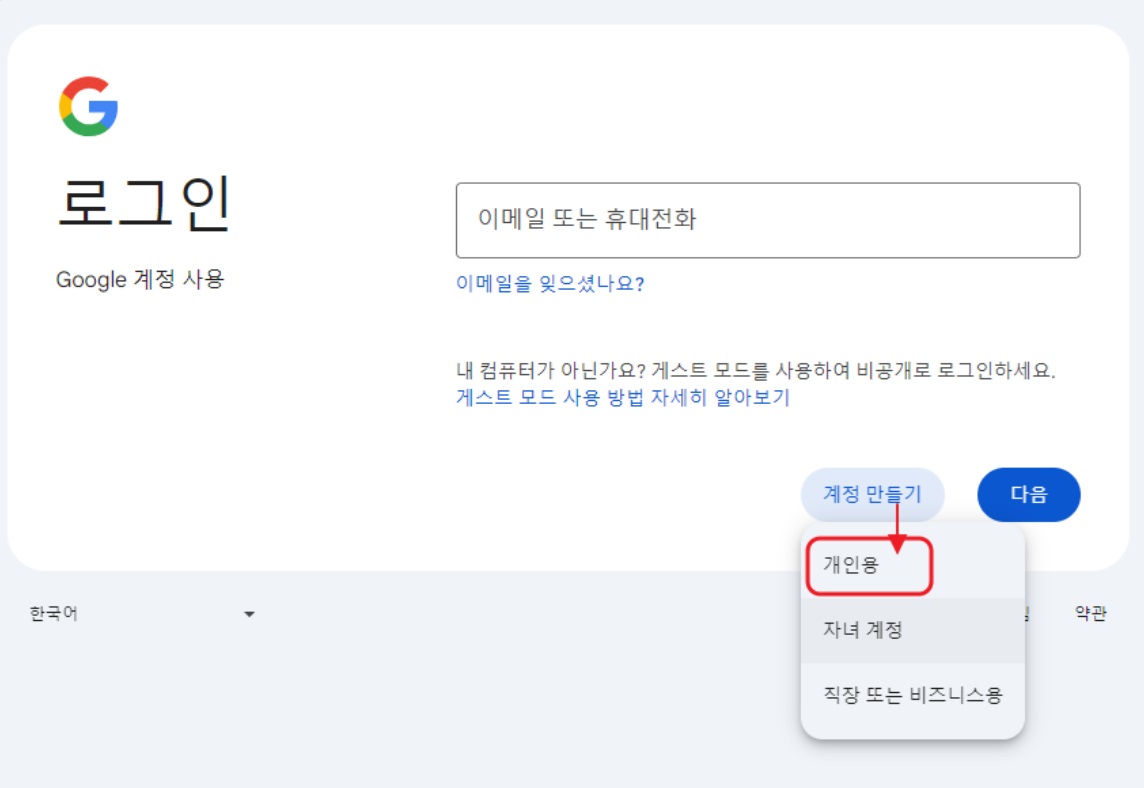 로그인
Google 계정 사용
이메일 또는 휴대전화
이메일을 잊으셨나요?
내 컴퓨터가 아닌가요? 게스트 모드를 사용하여 비공개로 로그인하세요.
게스트 모드 사용 방법 자세히 알아보기
계정 만들기
다음
개인용
자녀 계정
직장 또는 비즈니스용
한국어
약관